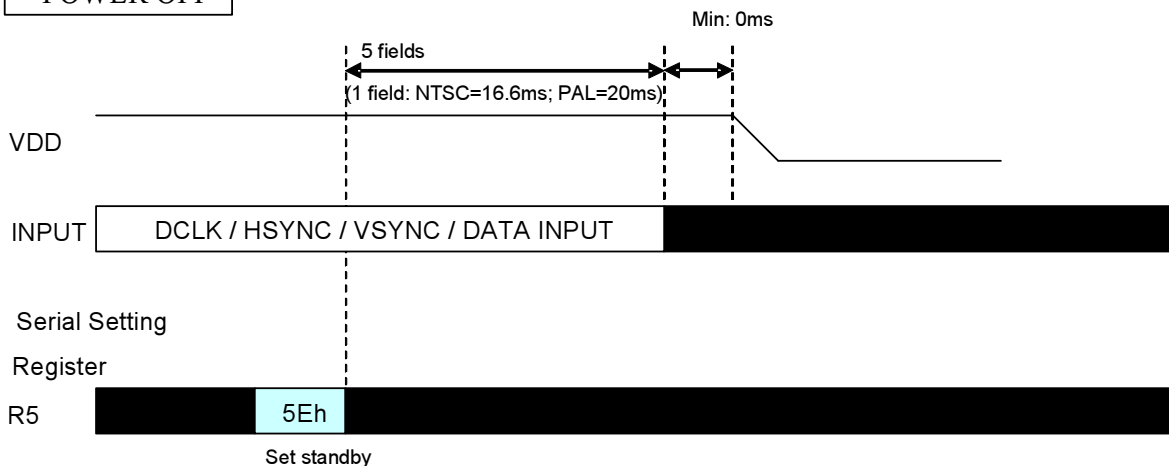 POWER OFF
Min: 0ms
5 fields
(1 field: NTSC=16.6ms; PAL=20ms)
VDD
INPUT DCLK / HSYNC / VSYNC / DATA INPUT
Serial Setting
Register
R5 5Eh
Set standby